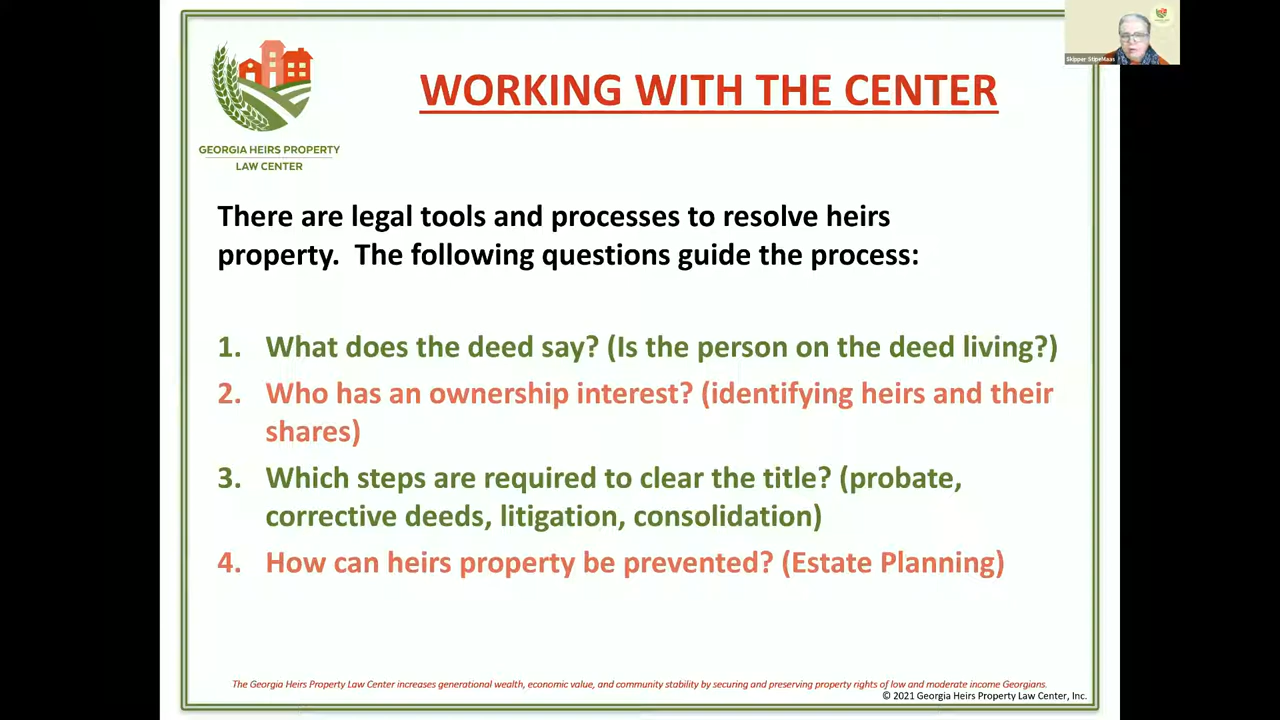 Skipper StipeMaas
WORKING WITH THE CENTER
GEORGIA HEIRS PROPERTY
LAW CENTER
There are legal tools and processes to resolve heirs
property.  The following questions guide the process:
1. What does the deed say? (Is the person on the deed living?)
2. Who has an ownership interest? (identifying heirs and their
shares)
3. Which steps are required to clear the title? (probate,
corrective deeds, litigation, consolidation)
4. How can heirs property be prevented? (Estate Planning)
The Georgia Heirs Property Law Center increases generational wealth, economic value, and community stability by securing and preserving property rights of low and moderate income Georgians.
© 2021 Georgia Heirs Property Law Center, Inc.